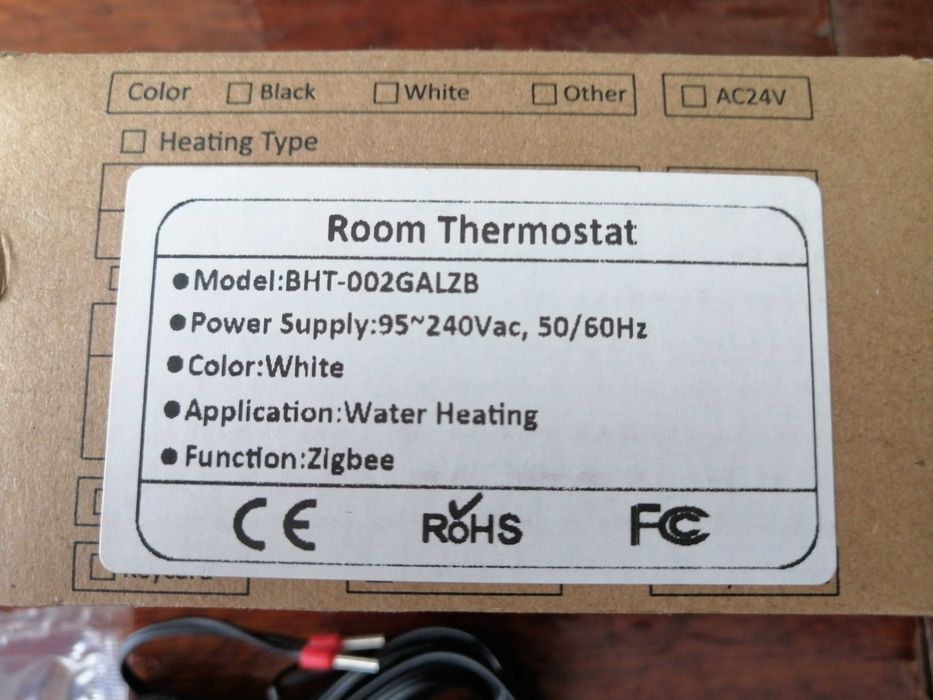 Color □ Black □ White □ Other □ AC24V
□ Heating Type
Room Thermostat
●Model:BHT-002GALZB
●Power Supply:95~240Vac, 50/60Hz
●Color:White
●Application:Water Heating
●Function:Zigbee
CE RoHS FC